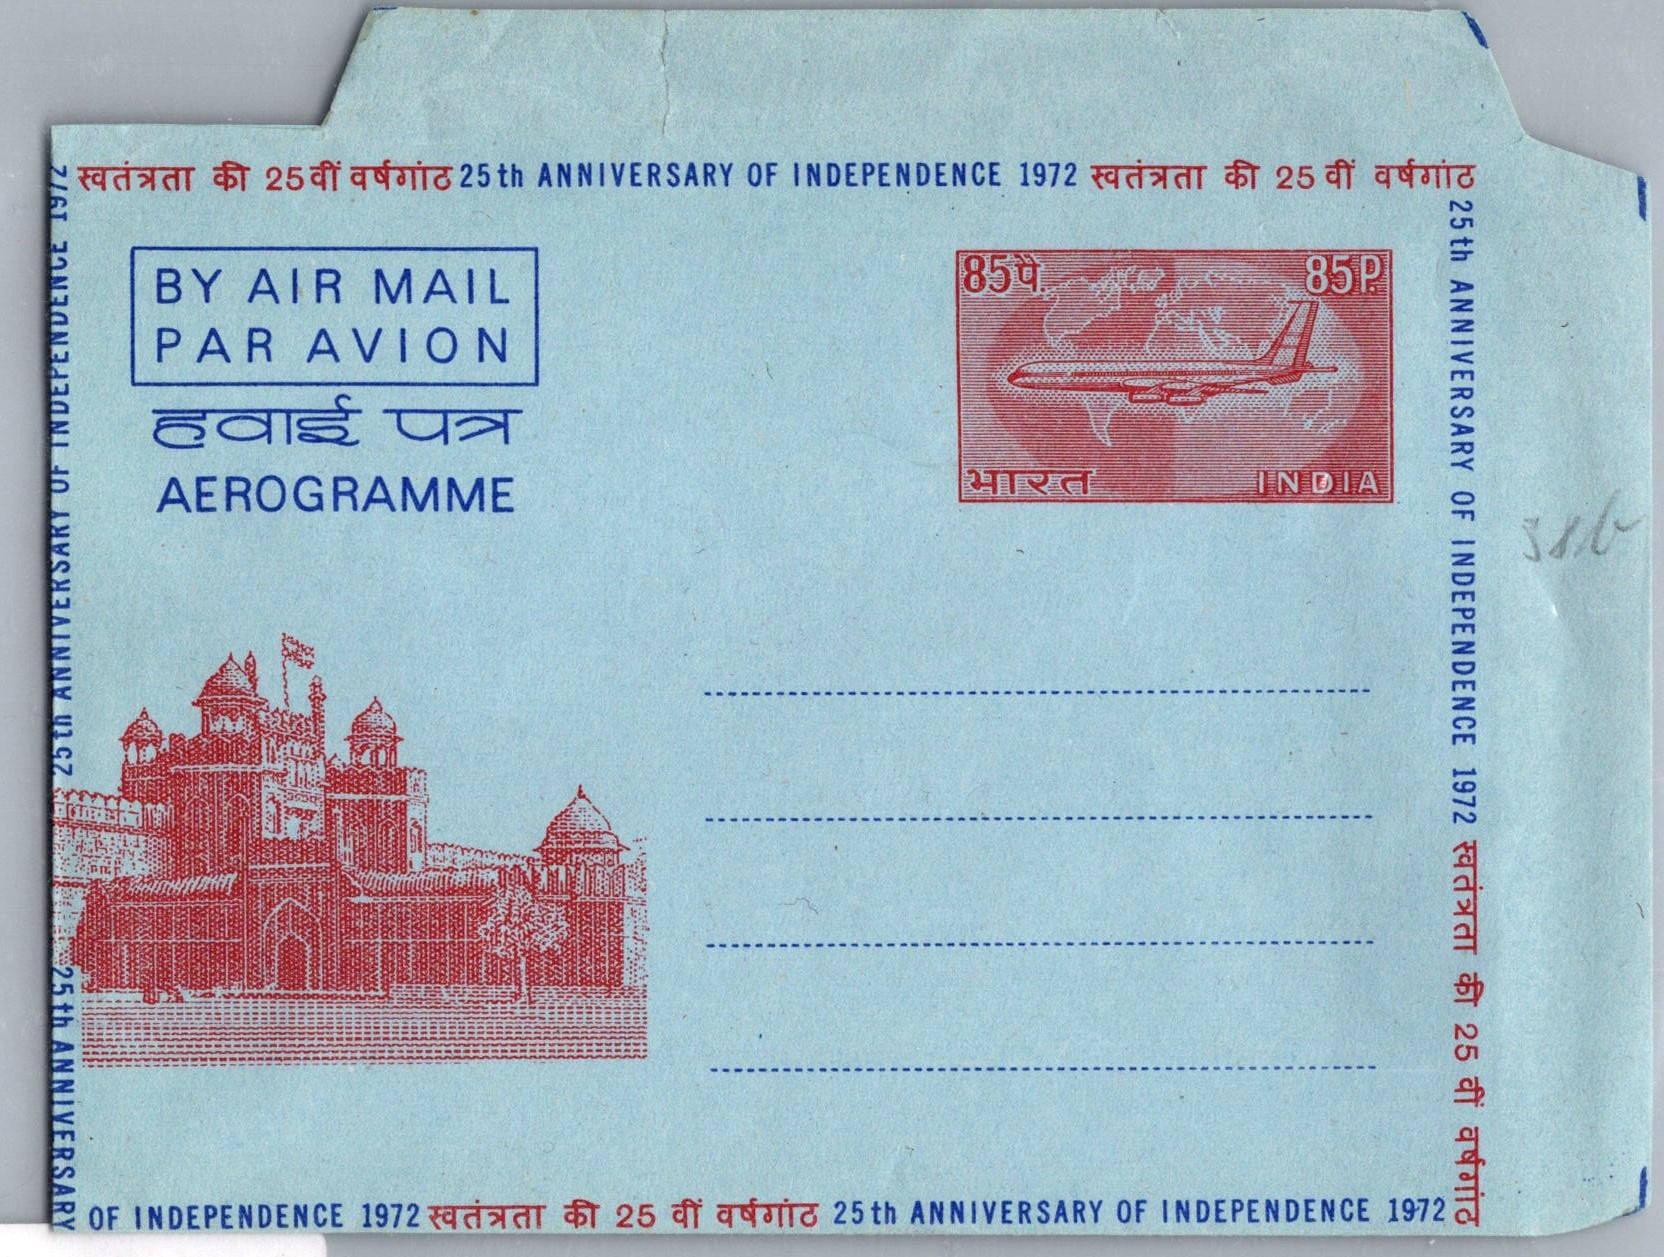 स्वतंत्रता की 25वीं वर्षगांठ 25th ANNIVERSARY OF INDEPENDENCE 1972 स्वतंत्रता की 25 वीं वर्षगांठ
25th ANNIVERSARY OF INDEPENDENCE 1972
BY AIR MAIL
PAR AVION
हवाई पत्र
AEROGRAMME
85 पै.
85 P.
भारत
INDIA
25th ANNIVERSARY OF INDEPENDENCE 1972 स्वतंत्रता की 25 वीं वर्षगांठ
25th ANNIVERSARY
OF INDEPENDENCE 1972 स्वतंत्रता की 25 वीं वर्षगांठ 25th ANNIVERSARY OF INDEPENDENCE 1972